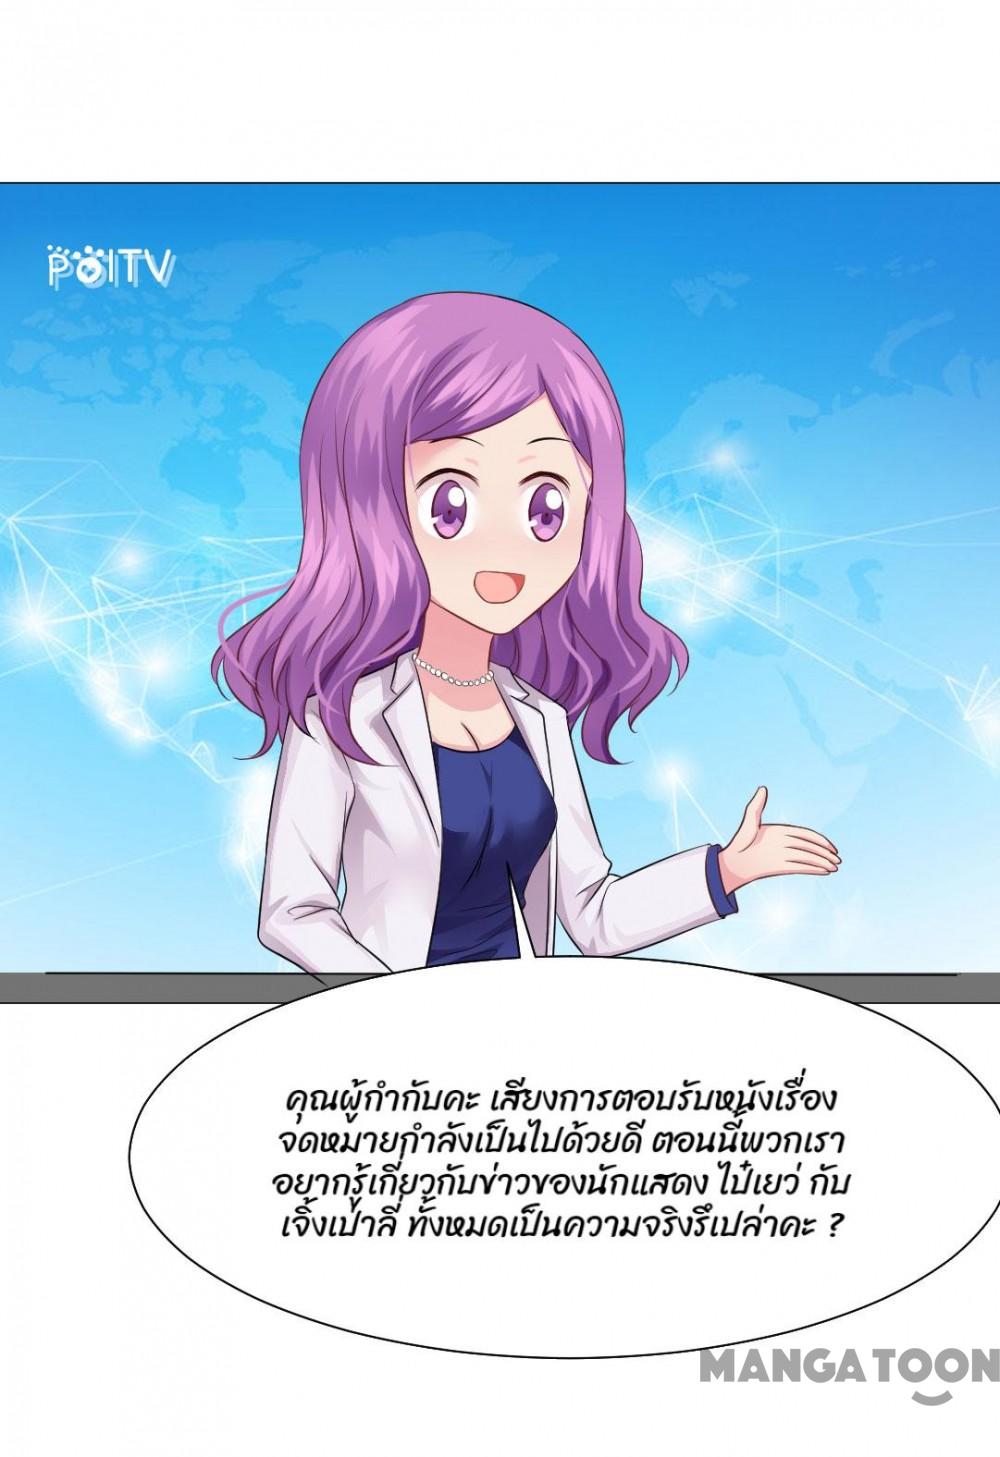 POITV
คุณผู้กำกับคะ เสียงการตอบรับหนังเรื่อง
จดหมายกำลังเป็นไปด้วยดี ตอนนี้พวกเรา
อยากรู้เกี่ยวกับข่าวของนักแสดง ไป๋เยว่ กับ
เจิ้งเปาลี่ ทั้งหมดเป็นความจริงรึเปล่าคะ ?
MANGATOON